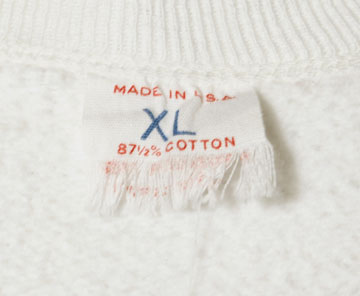 MADE IN U.S.A.
XL
87½% COTTON